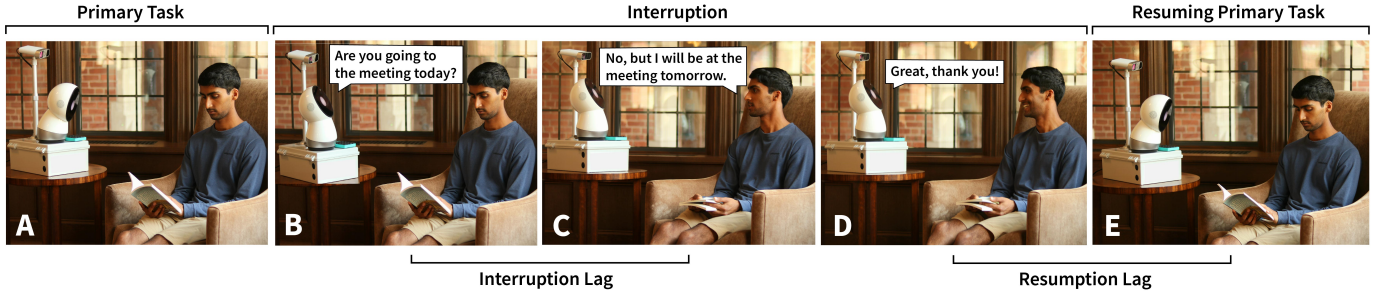 Primary Task
Interruption
Resuming Primary Task
Are you going to
the meeting today?
No, but I will be at the
meeting tomorrow.
Great, thank you!
A
B
C
D
E
Interruption Lag
Resumption Lag